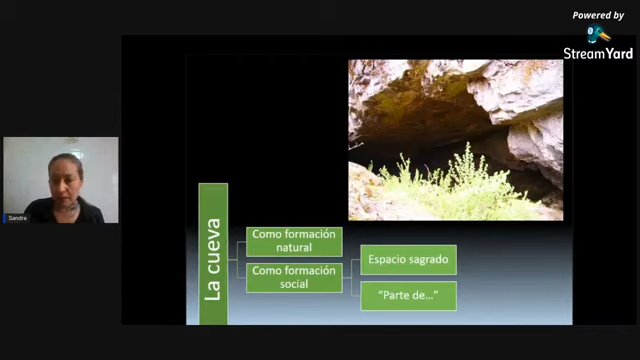 Powered by
StreamYard
Sandra
La cueva
Como formación
natural
Como formación
social
Espacio sagrado
“Parte de...”